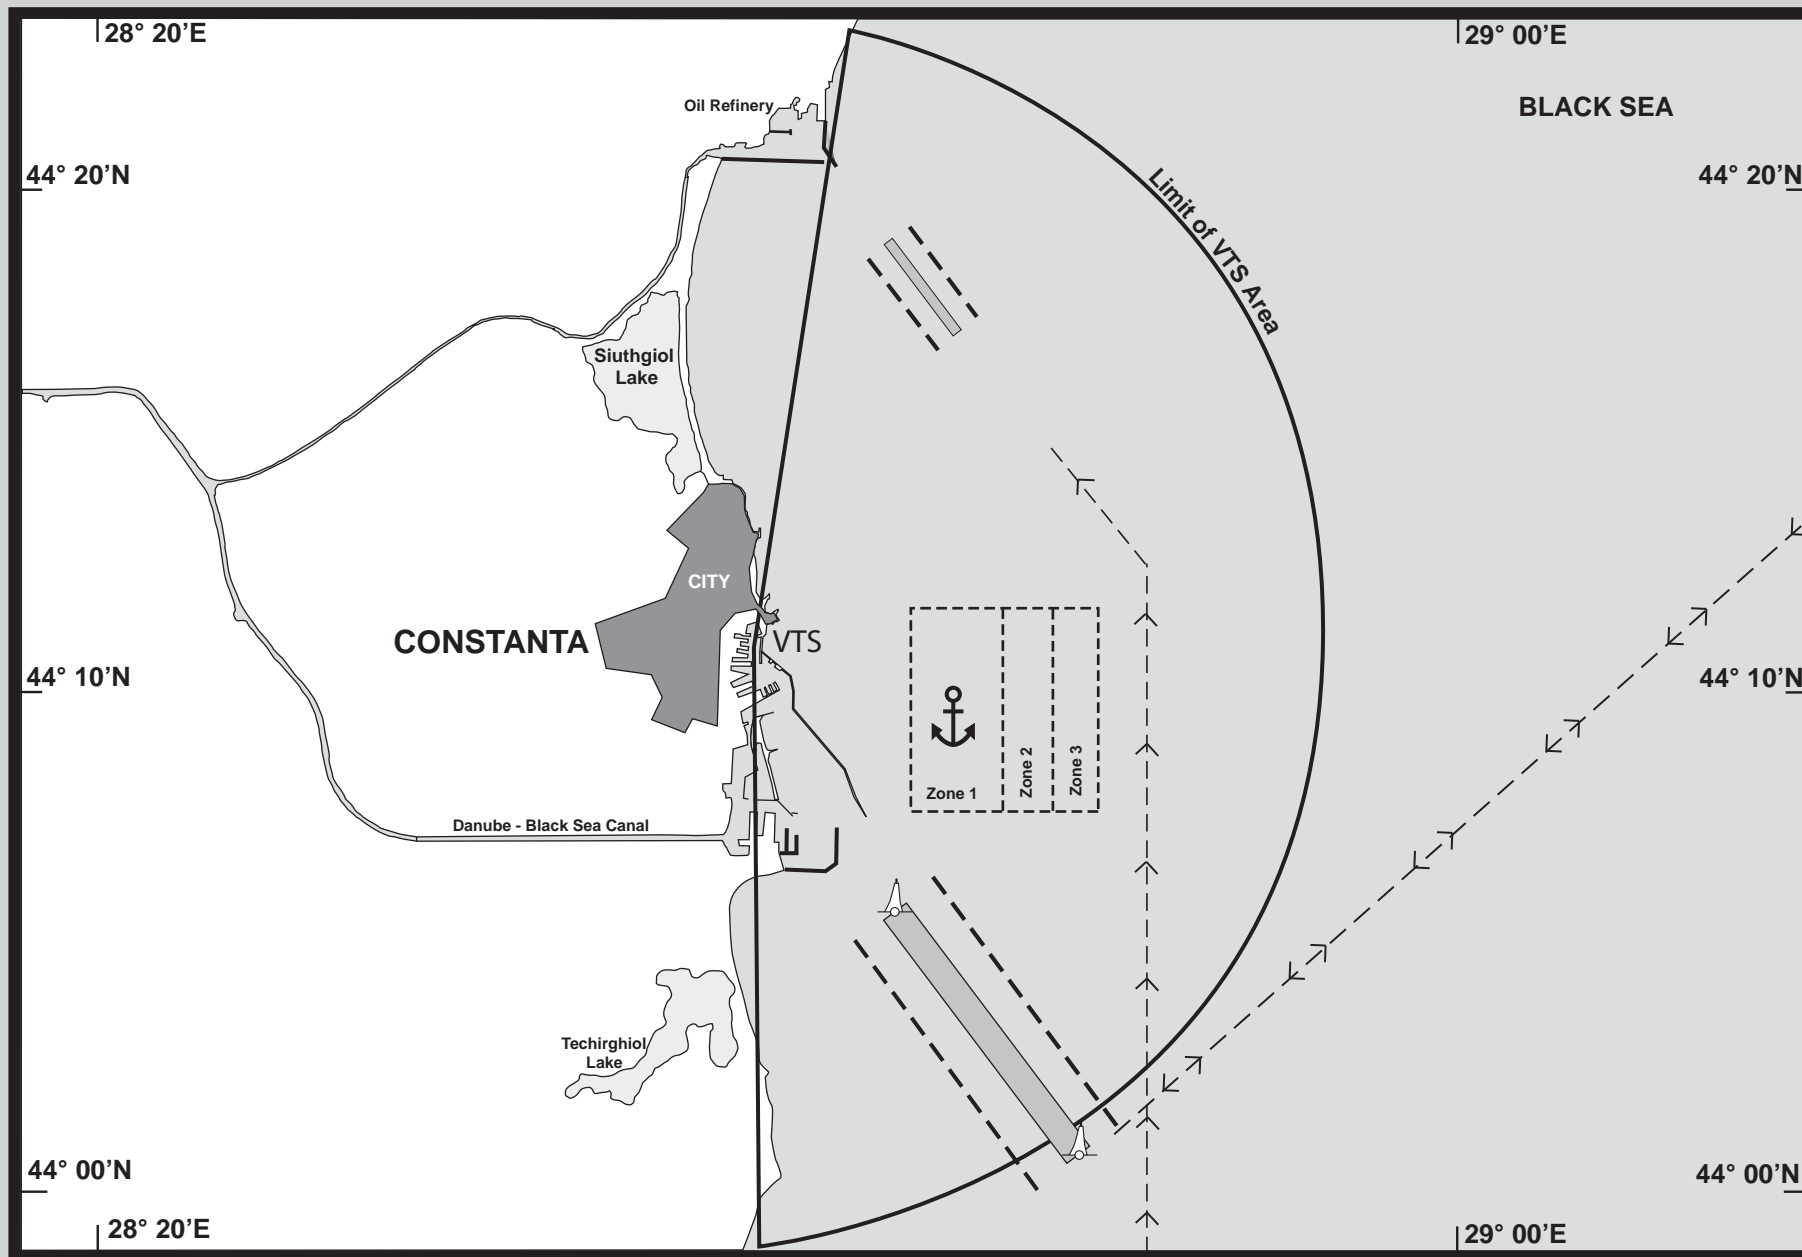 28° 20’E
29° 00’E
BLACK SEA
Oil Refinery
44° 20’N
44° 20’N
Limit of VTS Area
Siuthgiol
Lake
CITY
CONSTANTA
VTS
44° 10’N
44° 10’N
Zone 1
Zone 2
Zone 3
Danube - Black Sea Canal
Techirghiol
Lake
44° 00’N
44° 00’N
28° 20’E
29° 00’E